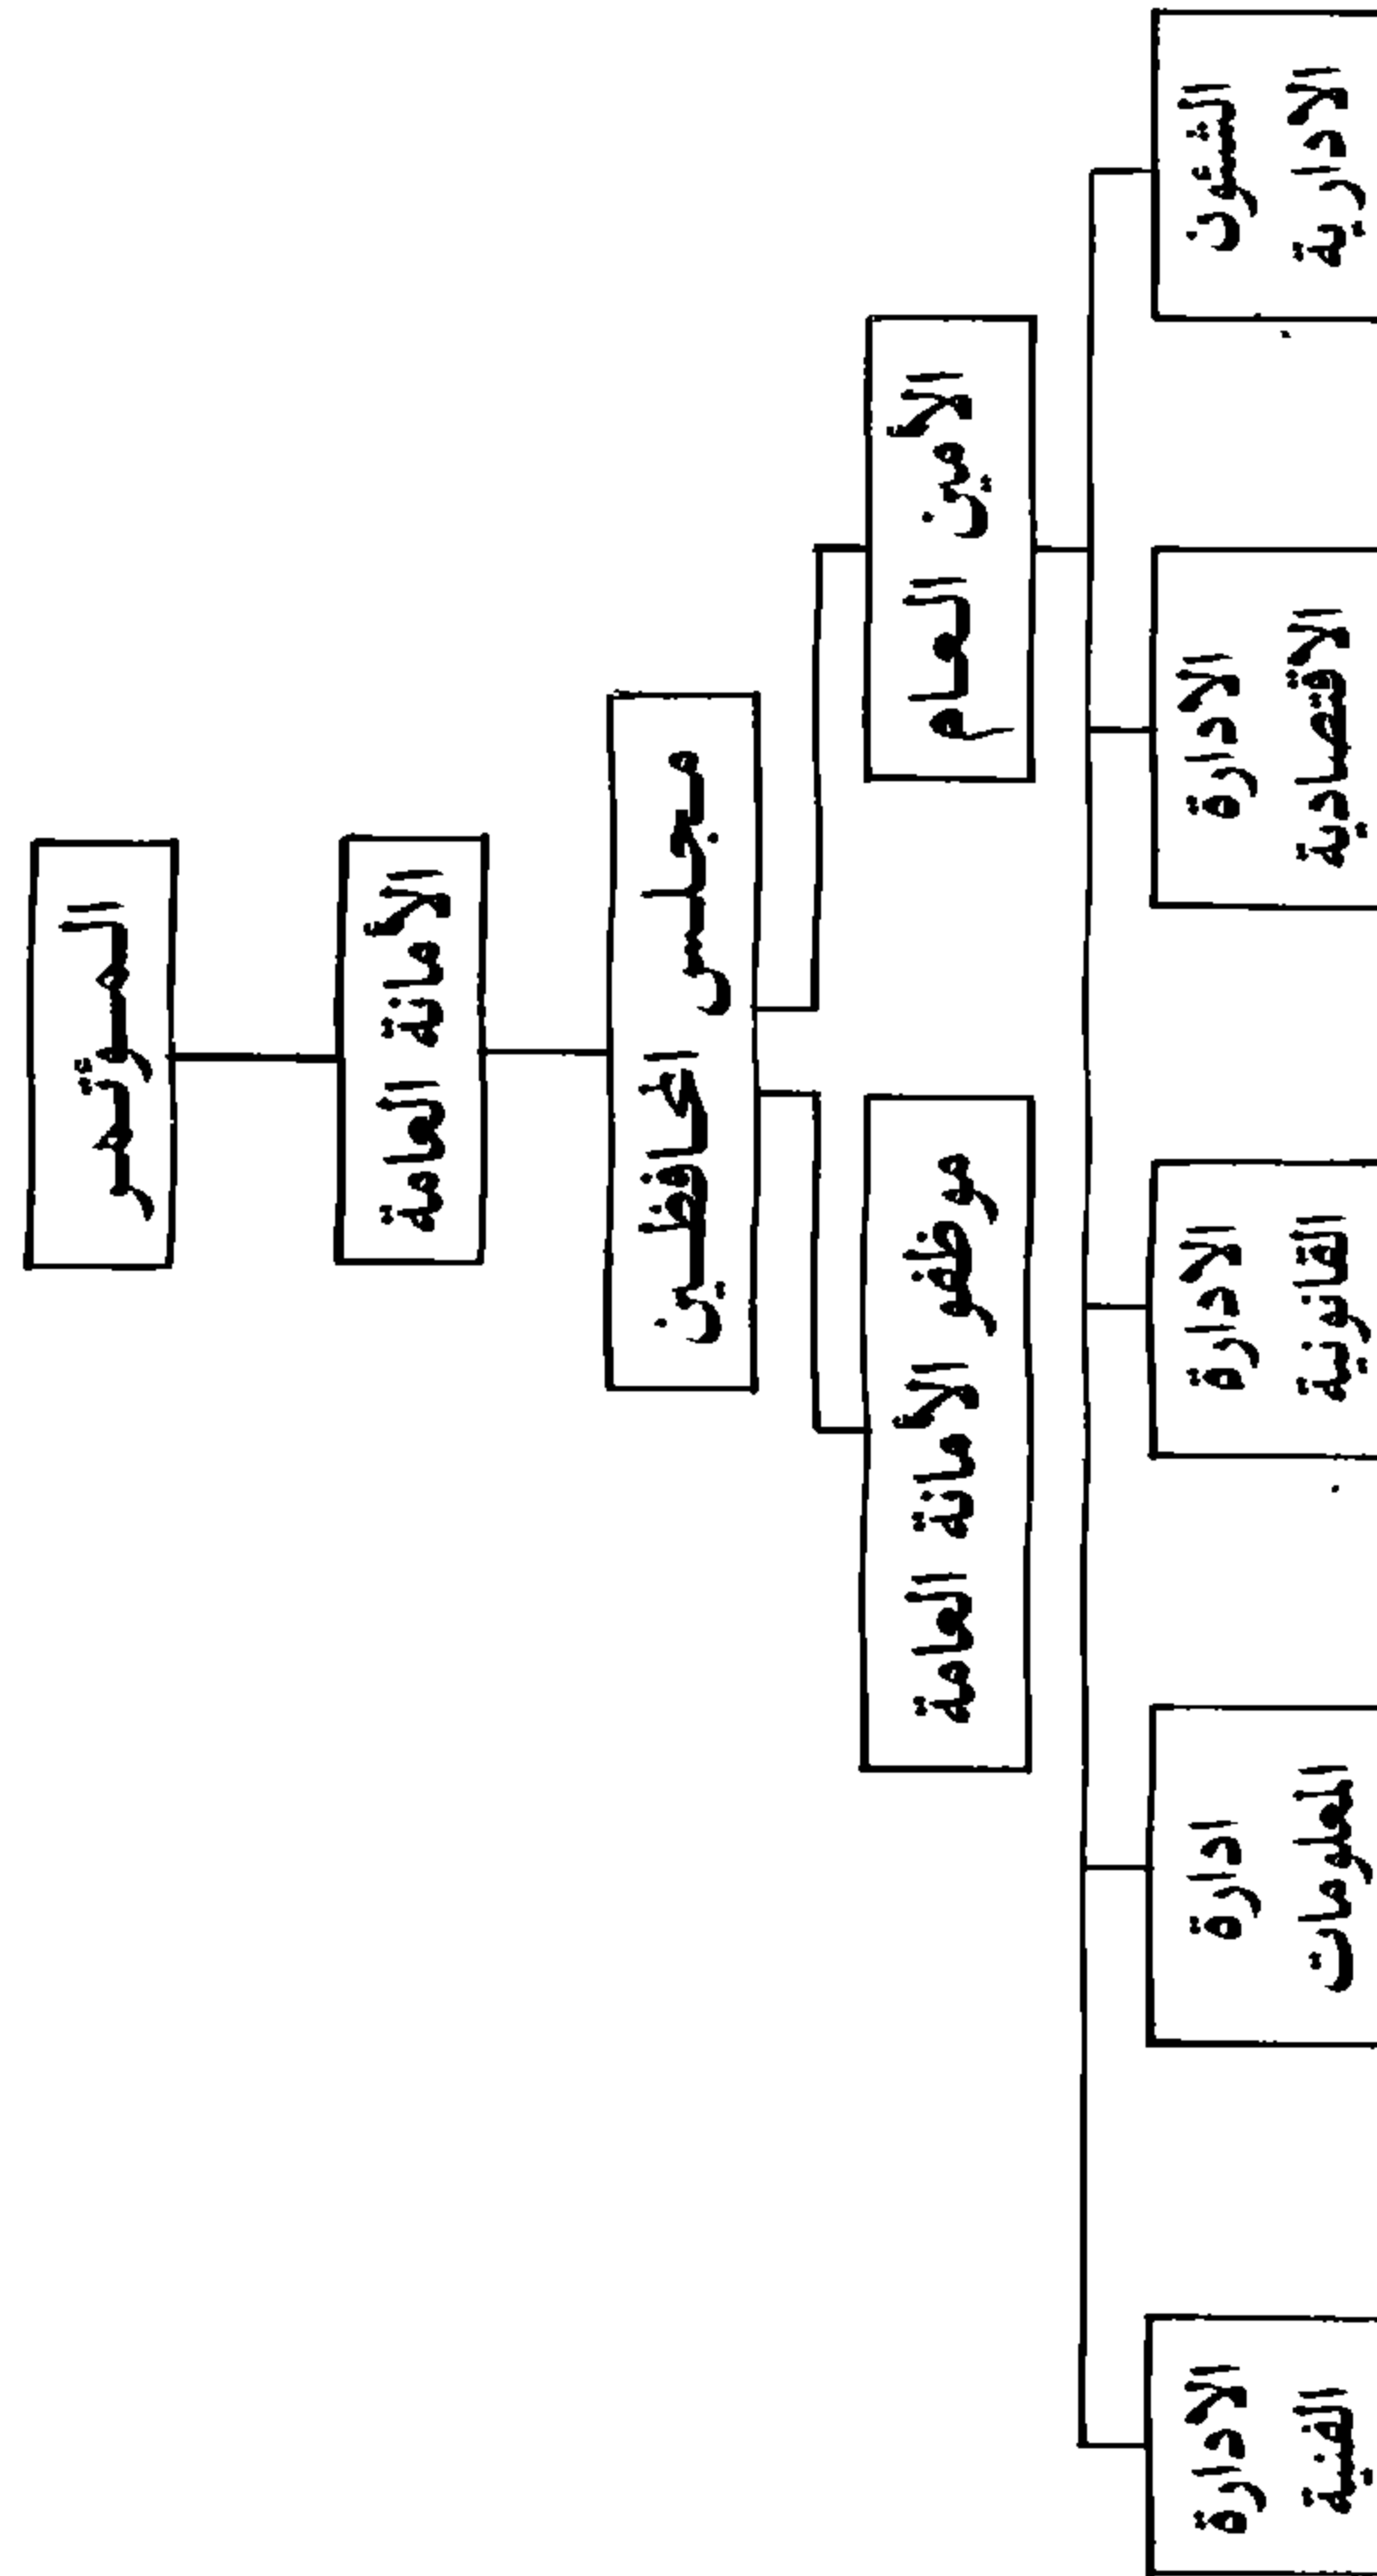 المؤتمر
الأمانة العامة
مجلس المحافظين
الأمين العام
موظفو الأمانة العامة
الشئون
الادارية
الادارة
الاقتصادية
الادارة
القانونية
ادارة
المعلومات
الادارة
الفنية